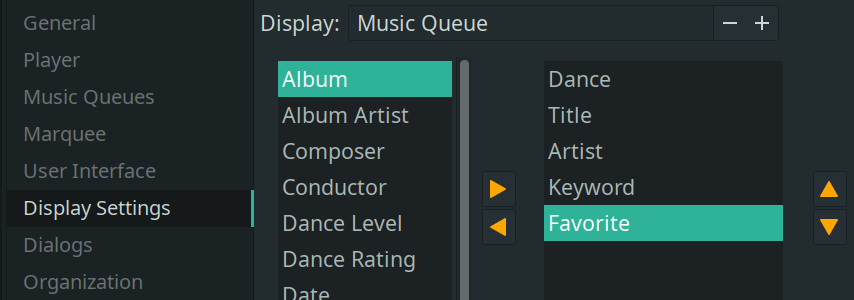 General
Player
Music Queues
Marquee
User Interface
Display Settings
Dialogs
Organization
Display: Music Queue
Album
Album Artist
Composer
Conductor
Dance Level
Dance Rating
Date
Dance
Title
Artist
Keyword
Favorite